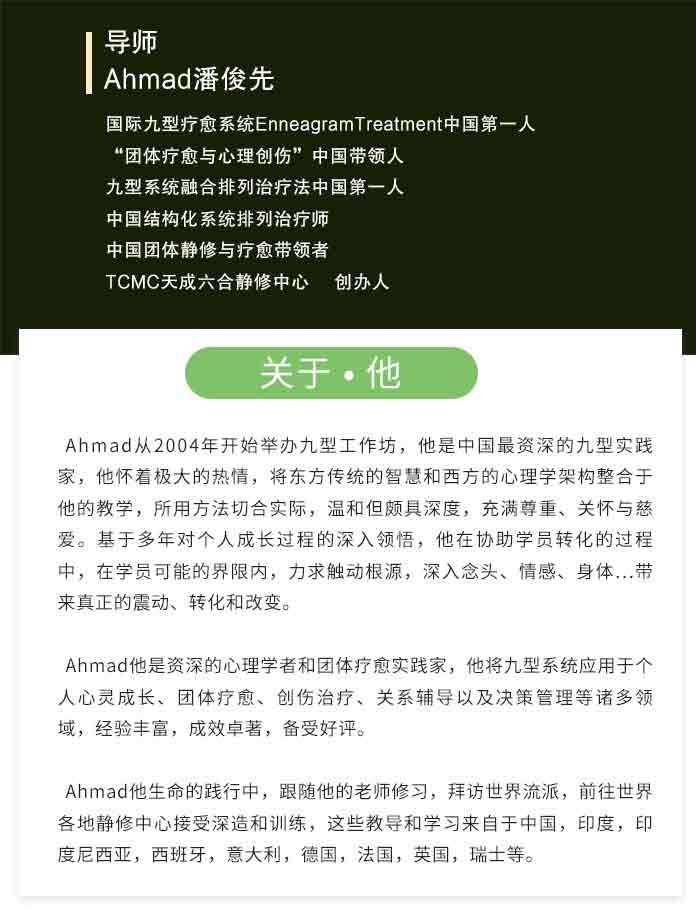 导师
Ahmad潘俊先
国际九型疗愈系统EnneagramTreatment中国第一人
“团体疗愈与心理创伤”中国带领人
九型系统融合排列治疗法中国第一人
中国结构化系统排列治疗师
中国团体静修与疗愈带领者
TCMC天成六合静修中心 创办人
关于·他
Ahmad从2004年开始举办九型工作坊，他是中国最资深的九型实践
家，他怀着极大的热情，将东方传统的智慧和西方的心理学架构整合于
他的教学，所用方法切合实际，温和但颇具深度，充满尊重、关怀与慈
爱。基于多年对个人成长过程的深入领悟，他在协助学员转化的过程
中，在学员可能的界限内，力求触动根源，深入念头、情感、身体...带
来真正的震动、转化和改变。
Ahmad他是资深的心理学者和团体疗愈实践家，他将九型系统应用于个
人心灵成长、团体疗愈、创伤治疗、关系辅导以及决策管理等诸多领
域，经验丰富，成效卓著，备受好评。
Ahmad他生命的践行中，跟随他的老师修习，拜访世界流派，前往世界
各地静修中心接受深造和训练，这些教导和学习来自于中国，印度，印
度尼西亚，西班牙，意大利，德国，法国，英国，瑞士等。